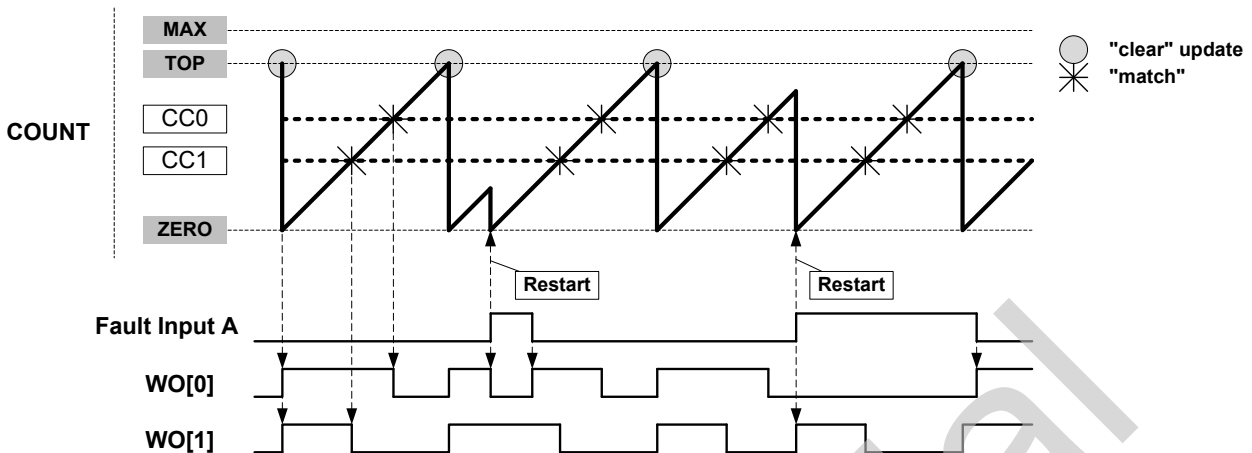 MAX
"clear" update
TOP
"match"
CC0
COUNT
CC1
ZERO
Restart
Restart
Fault Input A
WO[0]
WO[1]